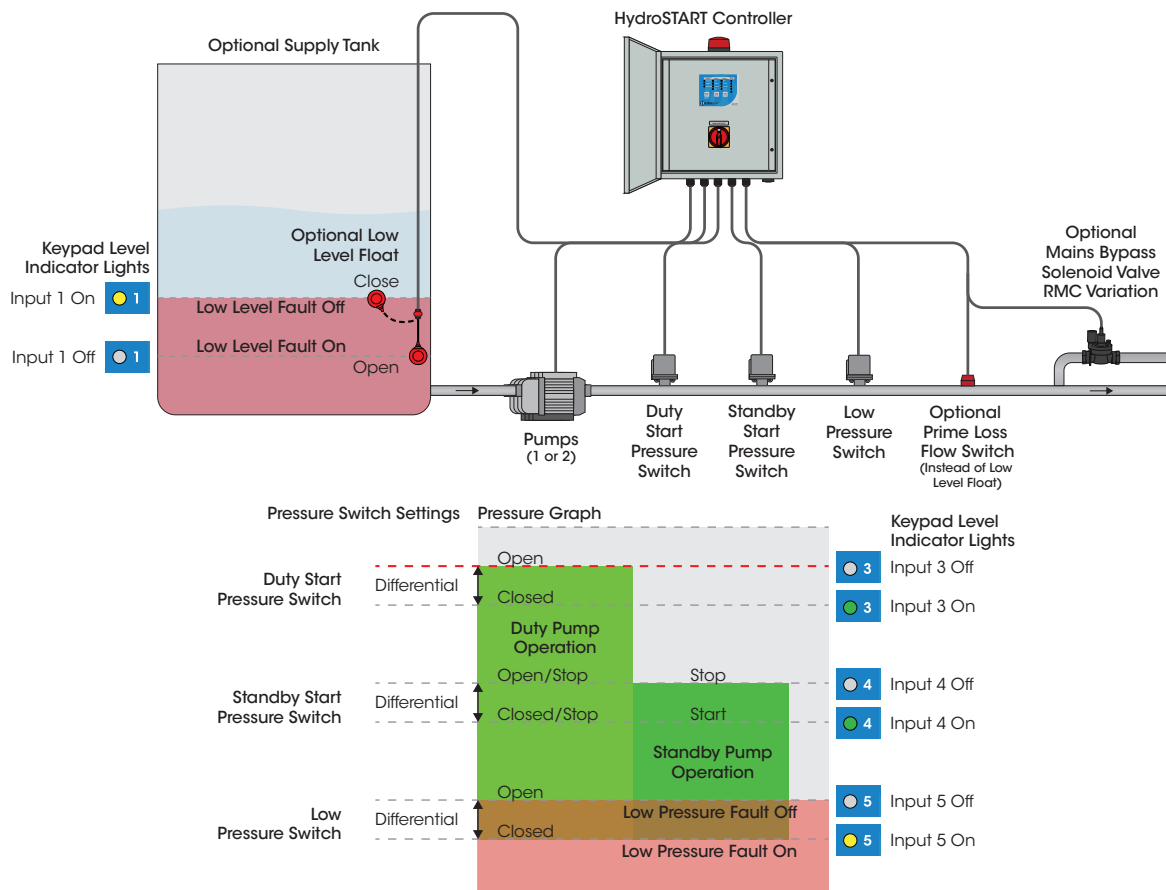 HydroSTART Controller
Optional Supply Tank
Optional Low
Level Float
Close
Low Level Fault Off
Low Level Fault On
Open
Keypad Level
Indicator Lights
Input 1 On
1
Input 1 Off
1
Optional
Mains Bypass
Solenoid Valve
RMC Variation
Pumps
(1 or 2)
Duty
Start
Pressure
Switch
Standby
Start
Pressure
Switch
Low
Pressure
Switch
Optional
Prime Loss
Flow Switch
(Instead of Low
Level Float)
Pressure Switch Settings
Pressure Graph
Keypad Level
Indicator Lights
Duty Start
Pressure Switch
Differential
Open
Closed
Duty Pump
Operation
3
Input 3 Off
3
Input 3 On
Standby Start
Pressure Switch
Differential
Open/Stop
Closed/Stop
Stop
Start
Standby Pump
Operation
4
Input 4 Off
4
Input 4 On
Low
Pressure Switch
Differential
Open
Closed
Low Pressure Fault Off
Low Pressure Fault On
5
Input 5 Off
5
Input 5 On